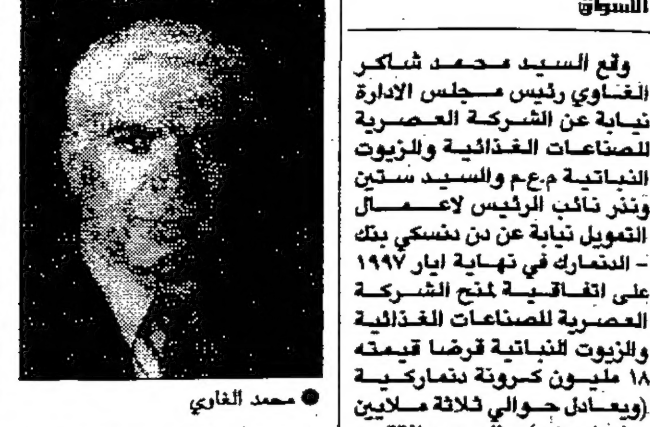 الأسواق
وقع السيد محمد شاكر
الغاوي رئيس مجلس الادارة
نيابة عن الشركة العصرية
للصناعات الغذائية والزيوت
النباتية م.ع.م والسيد ستين
ونذر نائب الرئيس لاعمال
التمويل نيابة عن دن دنسكي بنك
– الدنمارك في نهاية ايار ١٩٩٧
على اتفاقية لمنح الشركة
العصرية للصناعات الغذائية
والزيوت النباتية قرضا قيمته
١٨ مليون كرونة دنماركية
(ويعادل حوالي ثلاثة ملايين
● محمد الغاوي